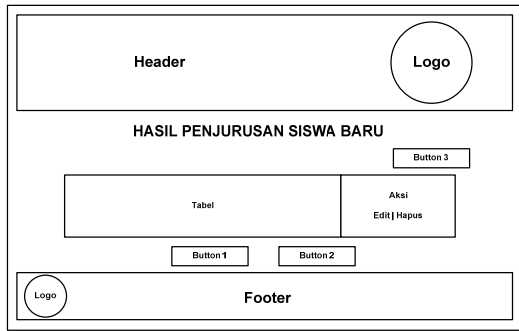 Header
Logo
HASIL PENJURUSAN SISWA BARU
Button 3
Tabel
Aksi
Edit | Hapus
Button 1
Button 2
Logo
Footer